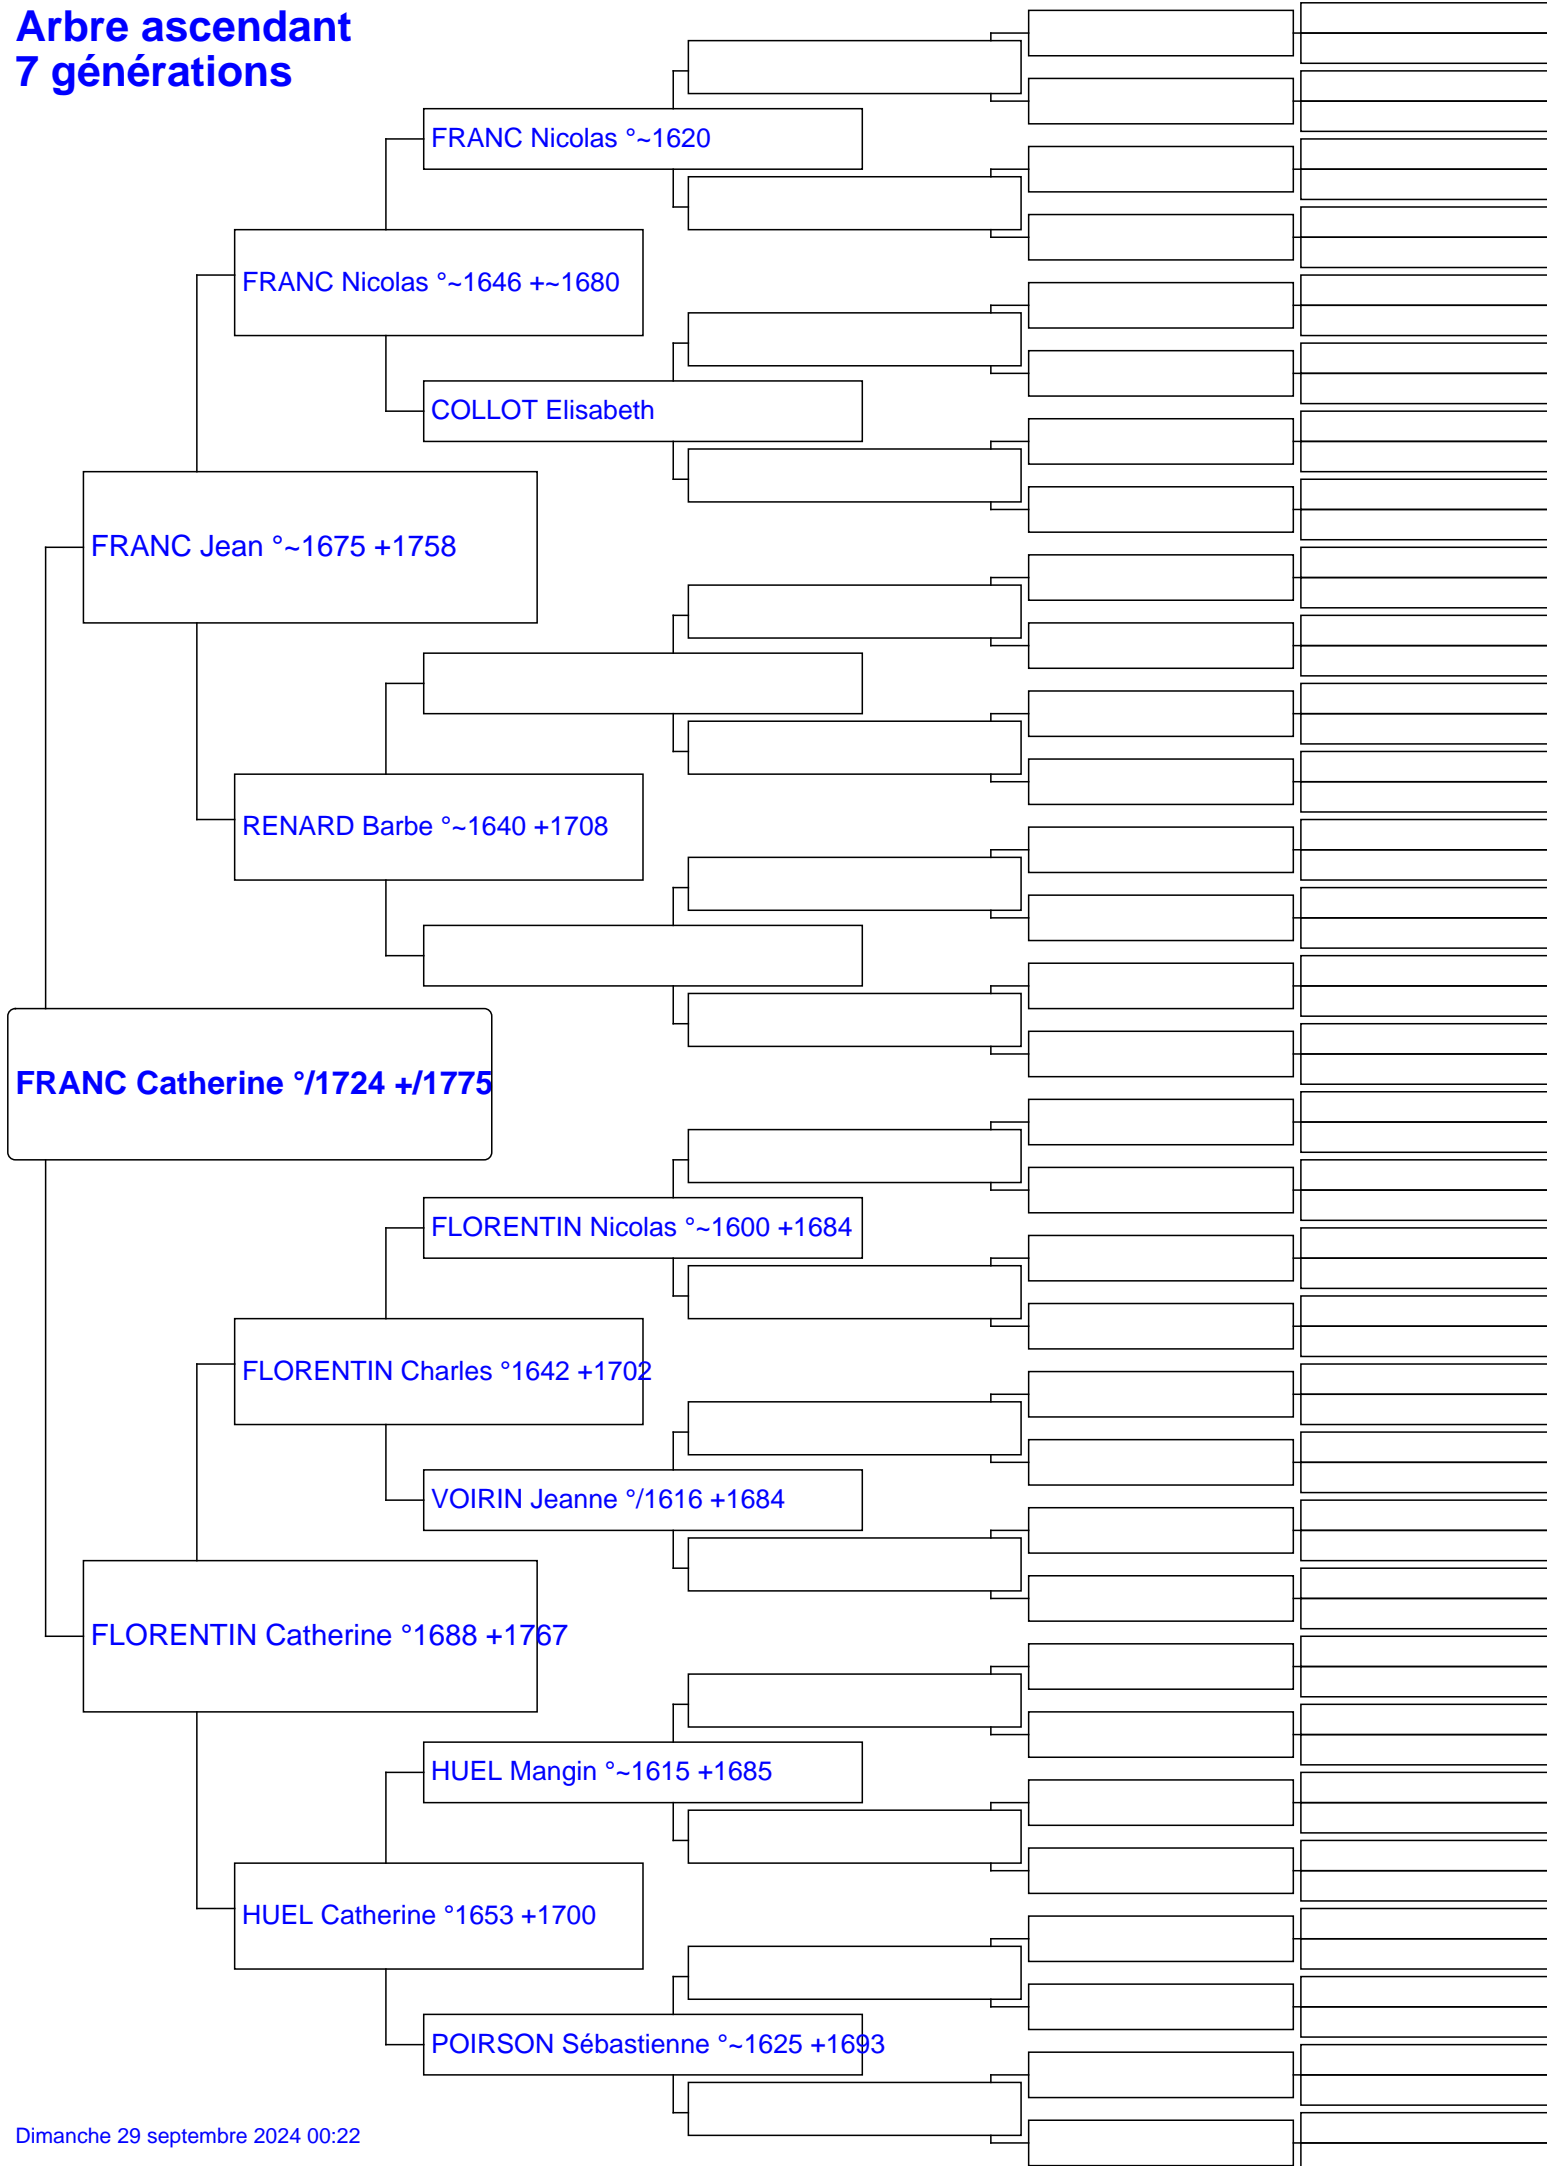 Arbre ascendant
7 générations
FRANC Nicolas °~1620
FRANC Nicolas °~1646 +~1680
COLLOT Elisabeth
FRANC Jean °~1675 +1758
RENARD Barbe °~1640 +1708
FRANC Catherine °/1724 +/1775
FLORENTIN Nicolas °~1600 +1684
FLORENTIN Charles °1642 +1702
VOIRIN Jeanne °/1616 +1684
FLORENTIN Catherine °1688 +1767
HUEL Mangin °~1615 +1685
HUEL Catherine °1653 +1700
POIRSON Sébastienne °~1625 +1693
Dimanche 29 septembre 2024 00:22